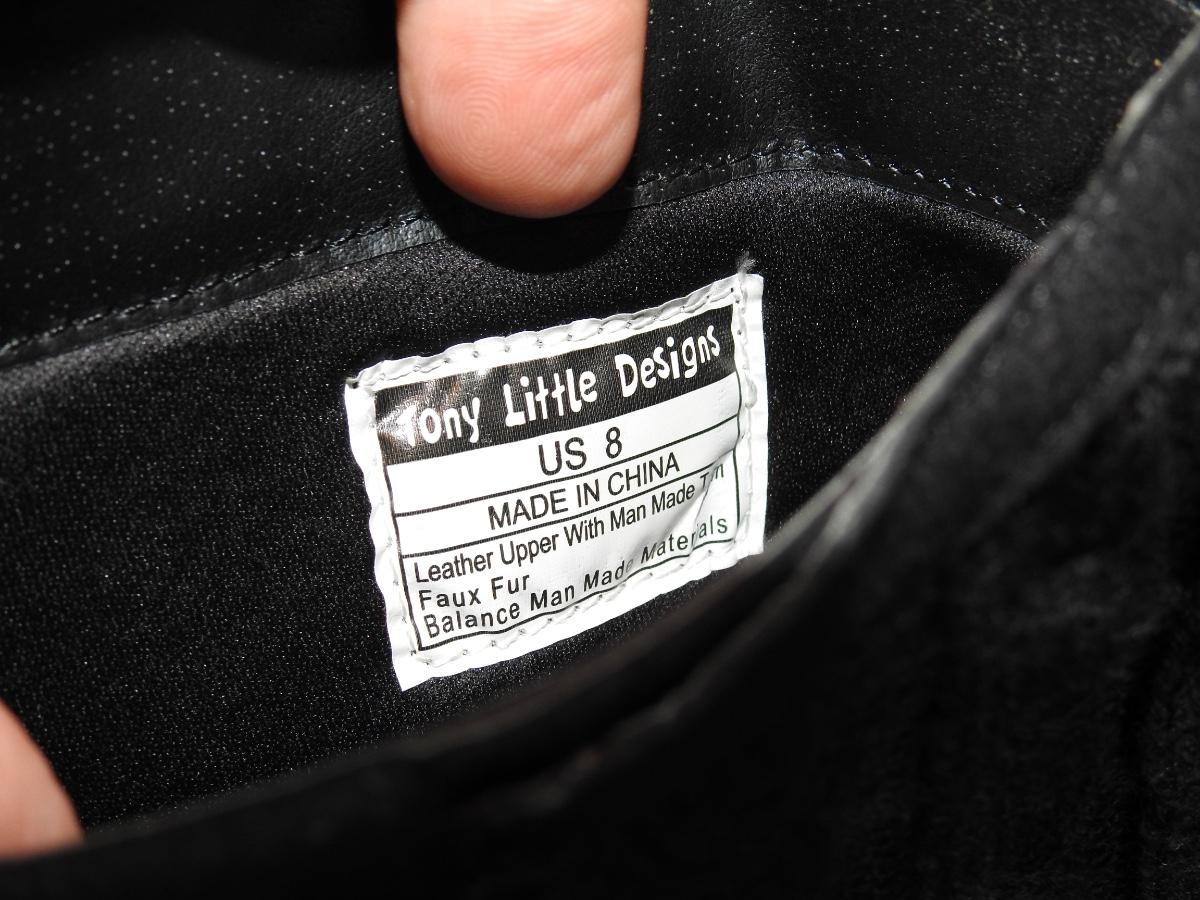 Tony Little Designs
US 8
MADE IN CHINA
Leather Upper With Man Made
Faux Fur
Balance Man Made Materials